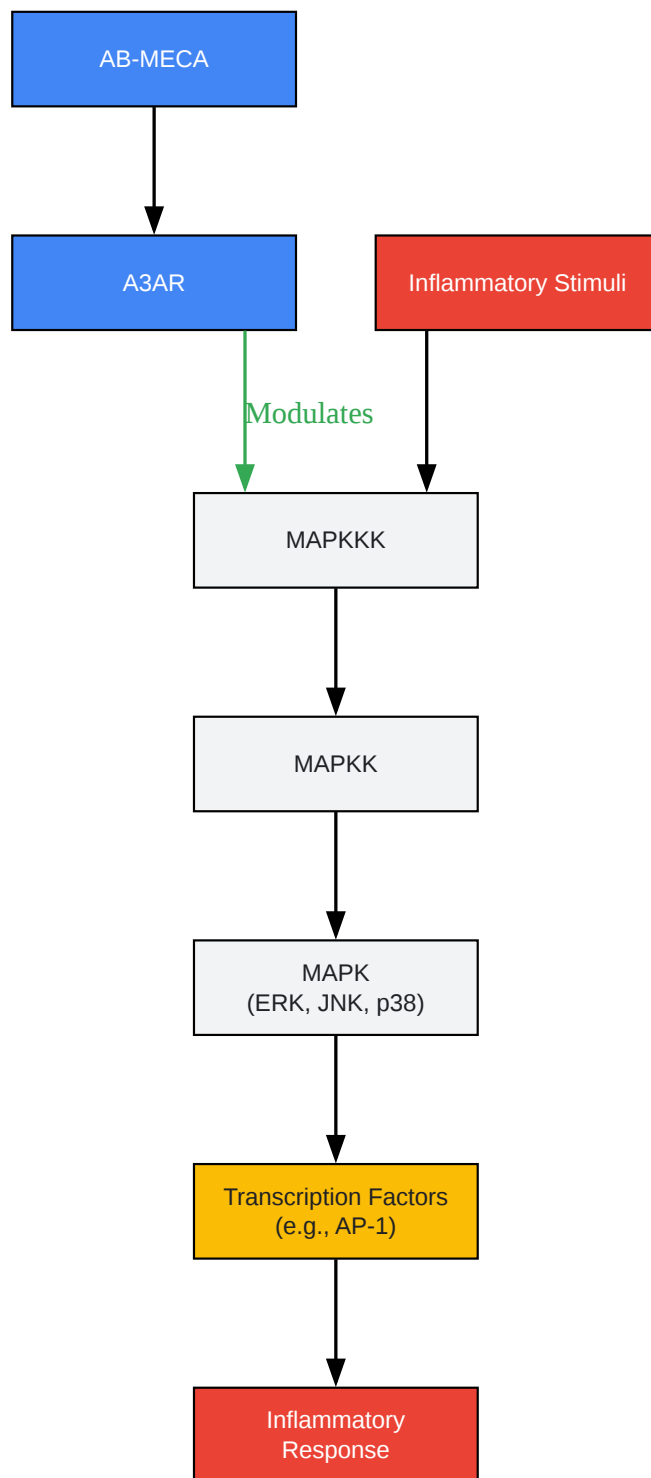 AB-MECA
A3AR
Inflammatory Stimuli
Modulates
MAPKKK
MAPKK
MAPK
(ERK, JNK, p38)
Transcription Factors
(e.g., AP-1)
Inflammatory
Response